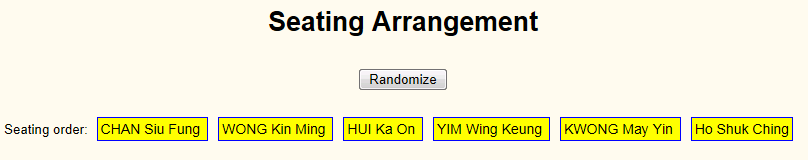 Seating Arrangement
Randomize
Seating order: CHAN Siu Fung WONG Kin Ming HUI Ka On YIM Wing Keung KWONG May Yin Ho Shuk Ching